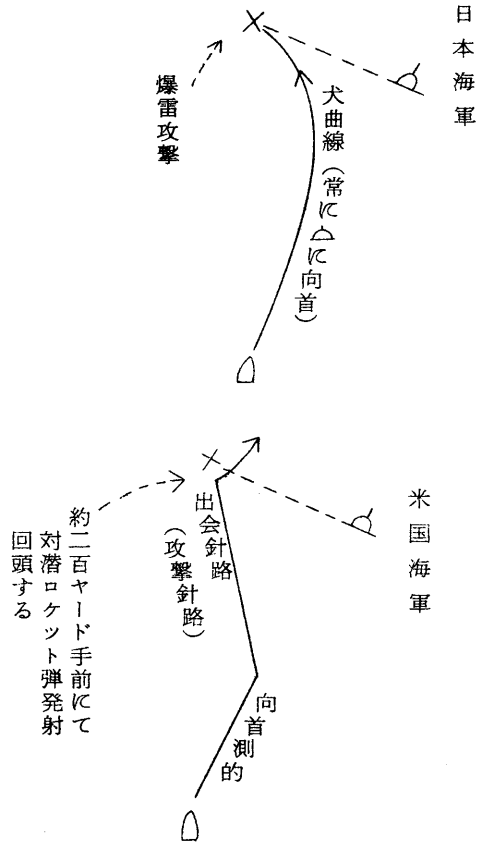 日本海軍
犬曲線（常に に向首）
爆雷攻撃
米国海軍
出会針路
（攻撃針路）
向首測的
約二百ヤード手前にて
対潜ロケット弾発射
回頭する